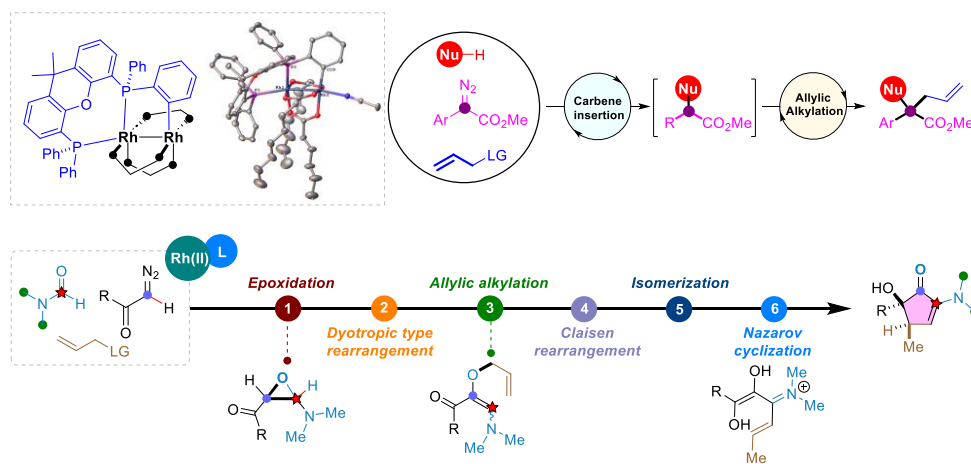 Ph
P
O
P
Ph
Ph
Rh
Rh
Nu
H
N2
Ar
CO2Me
LG
Carbene
insertion
Nu
R
CO2Me
Allylic
Alkylation
Nu
Ar
CO2Me
Rh(II)
L
O
N
H
N2
R
H
O
LG
Epoxidation
Allylic alkylation
Isomerization
1
2
3
4
5
6
Dyotropic type
rearrangement
Claisen
rearrangement
Nazarov
cyclization
H
O
H
O
R
N
Me
Me
O
O
R
N
Me
Me
OH
Me
R
N
+
Me
OH
Me
O
HO
N
R
H
Me